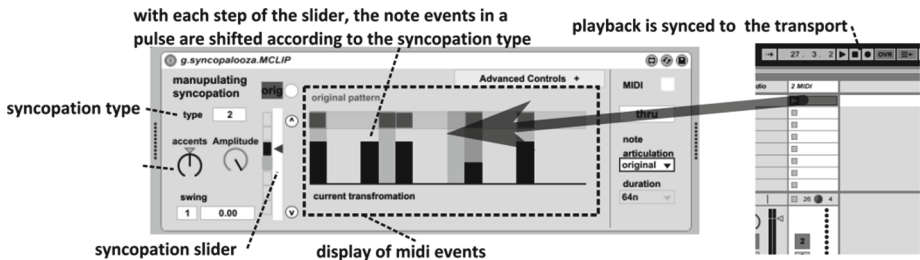 with each step of the slider, the note events in a
pulse are shifted according to the syncopation type
playback is synced to the transport
g.syncopalooza.MCLIP
27. 3. 2
OVR
manupulating
syncopation
orig
Advanced Controls +
MIDI
dio
2 MIDI
original pattern
syncopation type
type 2
thru
accents Amplitude
note
articulation
original
current transfromation
duration
64n
swing
1 0.00
26 4
2
syncopation slider
display of midi events